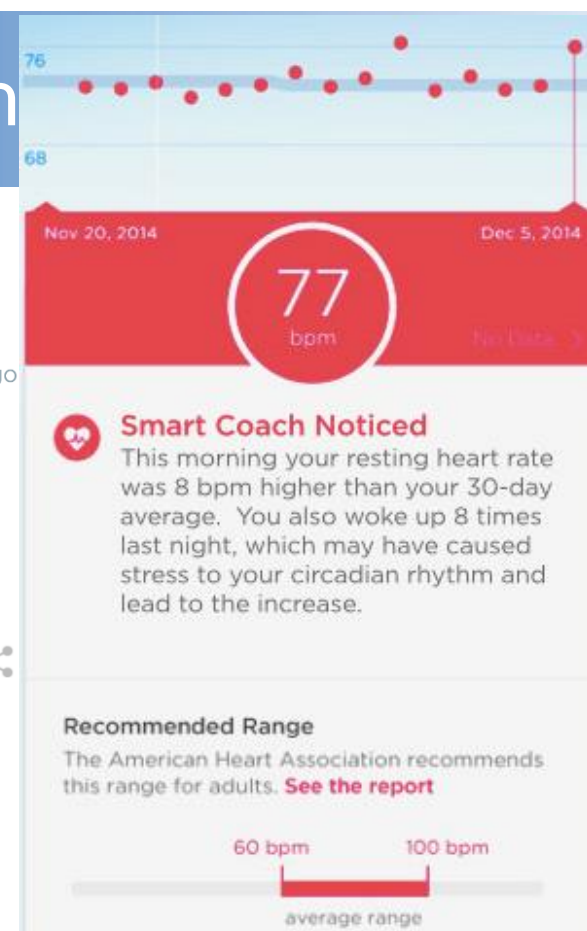 n
76
68
Nov 20, 2014
Dec 5, 2014
77
bpm
No Data >
go
Smart Coach Noticed
This morning your resting heart rate
was 8 bpm higher than your 30-day
average. You also woke up 8 times
last night, which may have caused
stress to your circadian rhythm and
lead to the increase.
Recommended Range
The American Heart Association recommends
this range for adults. See the report
60 bpm
100 bpm
average range